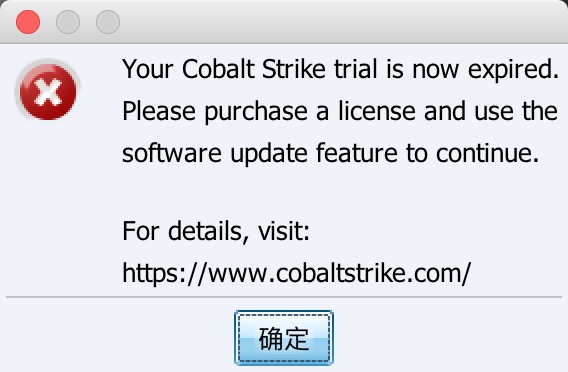 Your Cobalt Strike trial is now expired.
Please purchase a license and use the
software update feature to continue.
For details, visit:
https://www.cobaltstrike.com/
确定